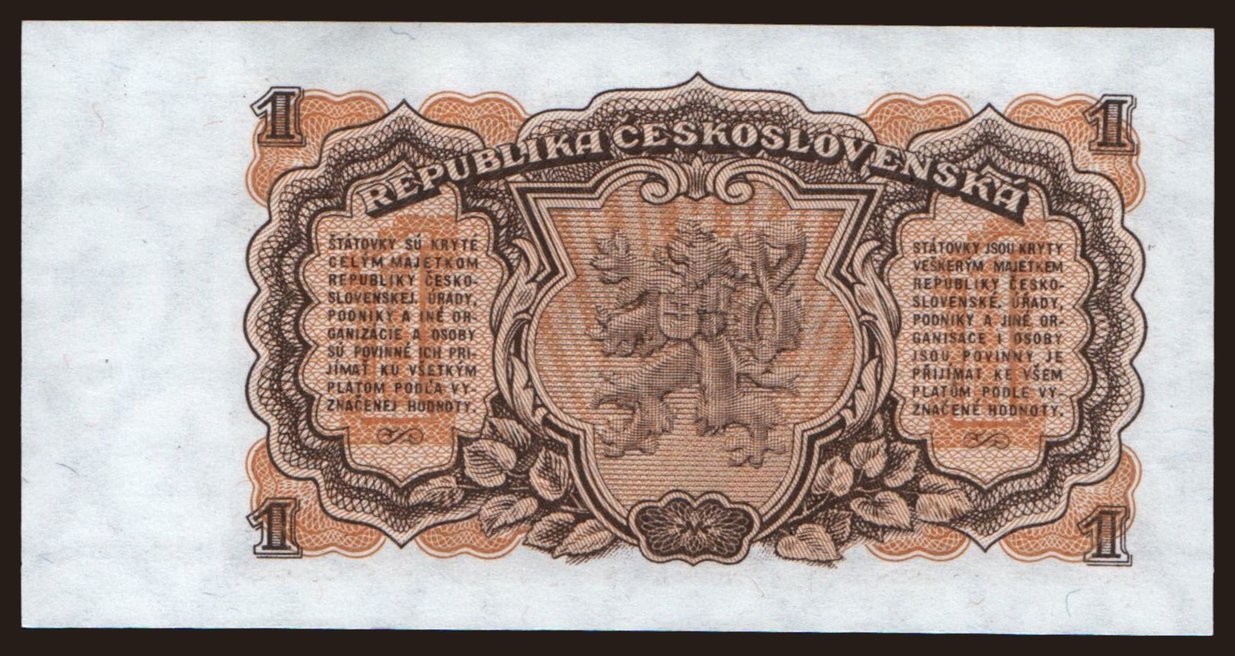 1
1
REPUBLIKA ČESKOSLOVENSKÁ
ŠTÁTOVKY SÚ KRYTÉ
CELÝM MAJETKOM
REPUBLIKY ČESKO-
SLOVENSKEJ. ÚRADY,
PODNIKY A INÉ OR-
GANIZÁCIE A OSOBY
SÚ POVINNÉ ICH PRI-
JÍMAŤ KU VŠETKÝM
PLATOM PODĽA VY-
ZNAČENEJ HODNOTY.
STÁTOVKY JSOU KRYTY
VEŠKERÝM MAJETKEM
REPUBLIKY ČESKO-
SLOVENSKÉ. ÚŘADY,
PODNIKY A JINÉ OR-
GANISACE I OSOBY
JSOU POVINNY JE
PŘIJÍMAT KE VŠEM
PLATŮM PODLE VY-
ZNAČENÉ HODNOTY.
1
1